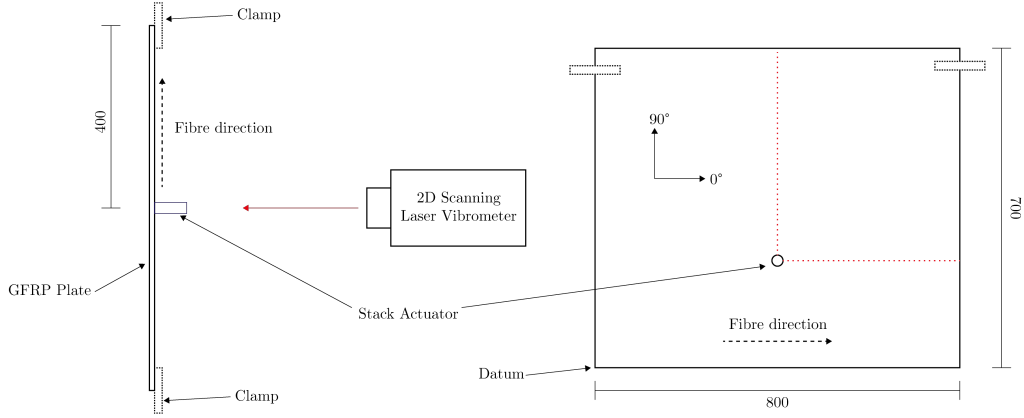 Clamp
400
Fibre direction
2D Scanning
Laser Vibrometer
GFRP Plate
Stack Actuator
Clamp
90°
0°
700
Fibre direction
Datum
800